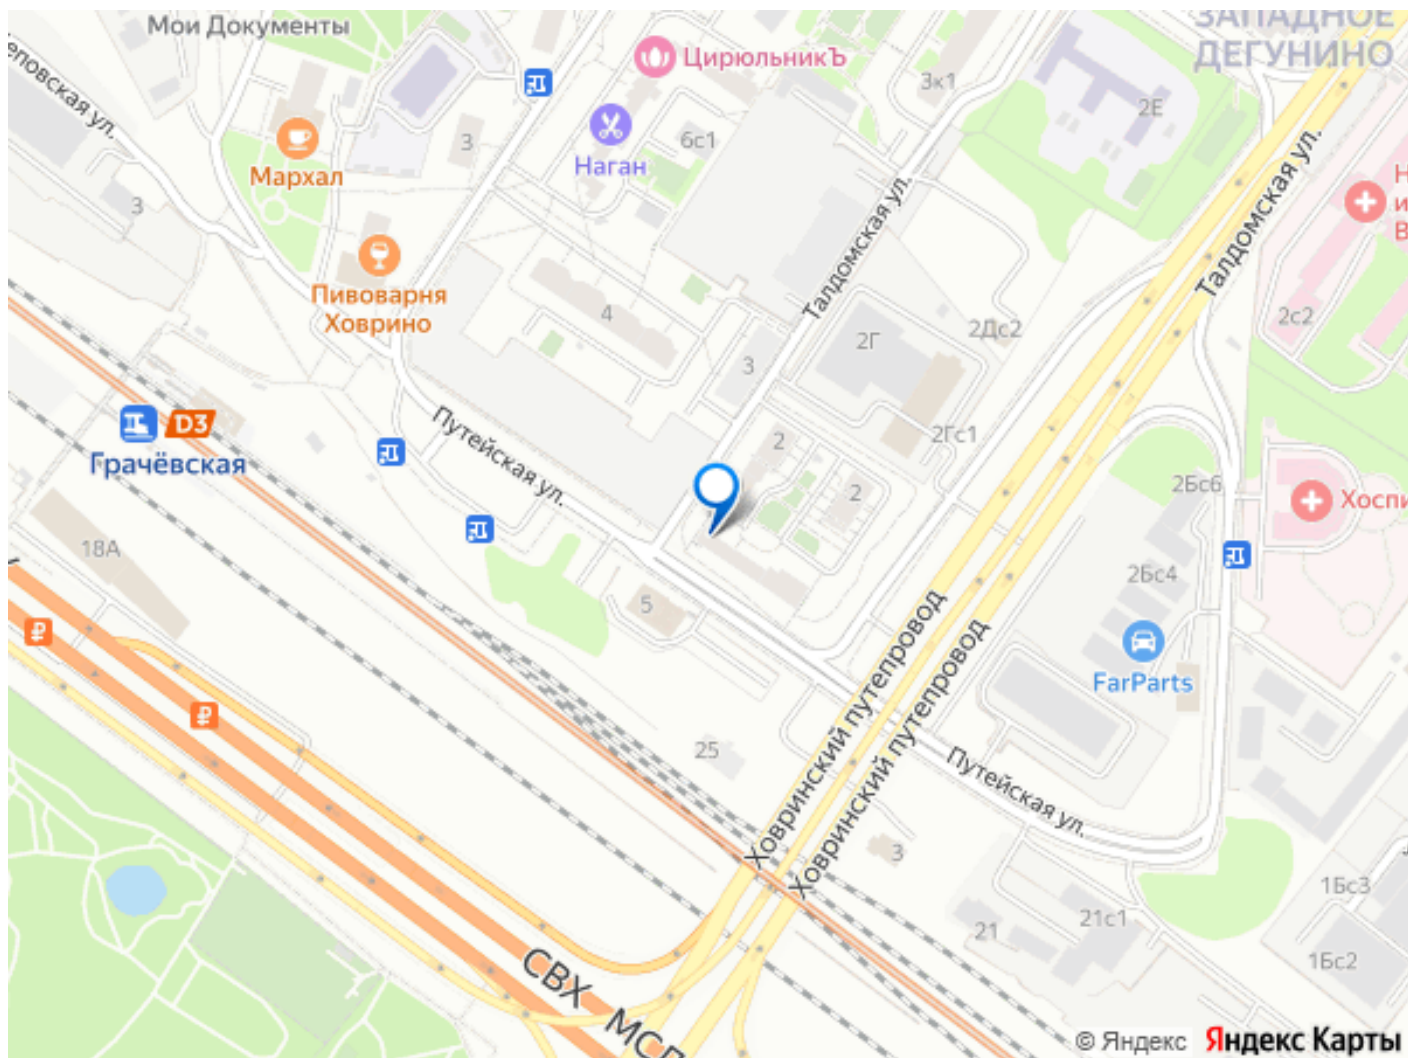 Мои Документы
ЗАПАДНОЕ
ДЕГУНИНО
ЦирюльникЪ
3к1
2Е
Наган
6с1
3
Мархал
3
Талдомская ул.
Талдомская ул.
Пивоварня
Ховрино
4
2Г
2Дс2
2с2
3
D3
Грачёвская
Путейская ул.
2
2Гс1
2
2Бс6
18А
5
2Бс4
FarParts
Ховринский путепровод
Ховринский путепровод
25
Путейская ул.
3
21
21с1
1Бс3
1Бс2
СВХ
© Яндекс
Яндекс Карты